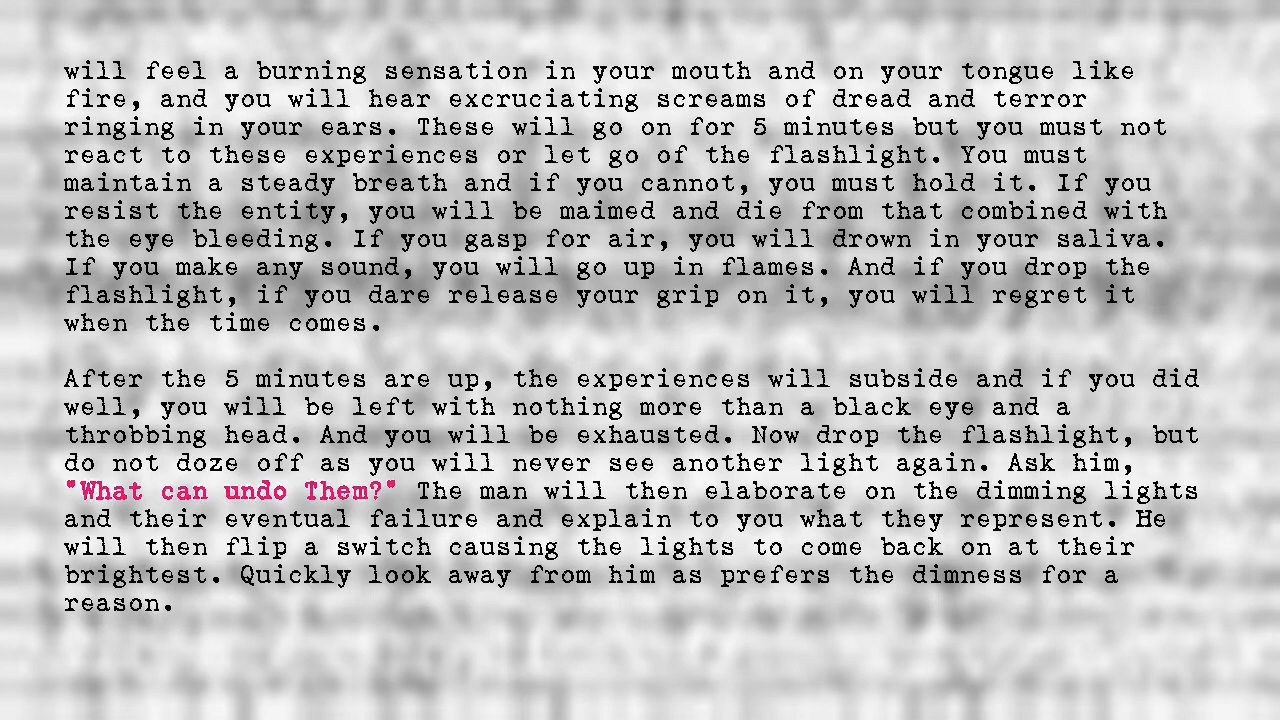 will feel a burning sensation in your mouth and on your tongue like
fire, and you will hear excruciating screams of dread and terror
ringing in your ears. These will go on for 5 minutes but you must not
react to these experiences or let go of the flashlight. You must
maintain a steady breath and if you cannot, you must hold it. If you
resist the entity, you will be maimed and die from that combined with
the eye bleeding. If you gasp for air, you will drown in your saliva.
If you make any sound, you will go up in flames. And if you drop the
flashlight, if you dare release your grip on it, you will regret it
when the time comes.

After the 5 minutes are up, the experiences will subside and if you did
well, you will be left with nothing more than a black eye and a
throbbing head. And you will be exhausted. Now drop the flashlight, but
do not doze off as you will never see another light again. Ask him,
"What can undo Them?" The man will then elaborate on the dimming lights
and their eventual failure and explain to you what they represent. He
will then flip a switch causing the lights to come back on at their
brightest. Quickly look away from him as prefers the dimness for a
reason.